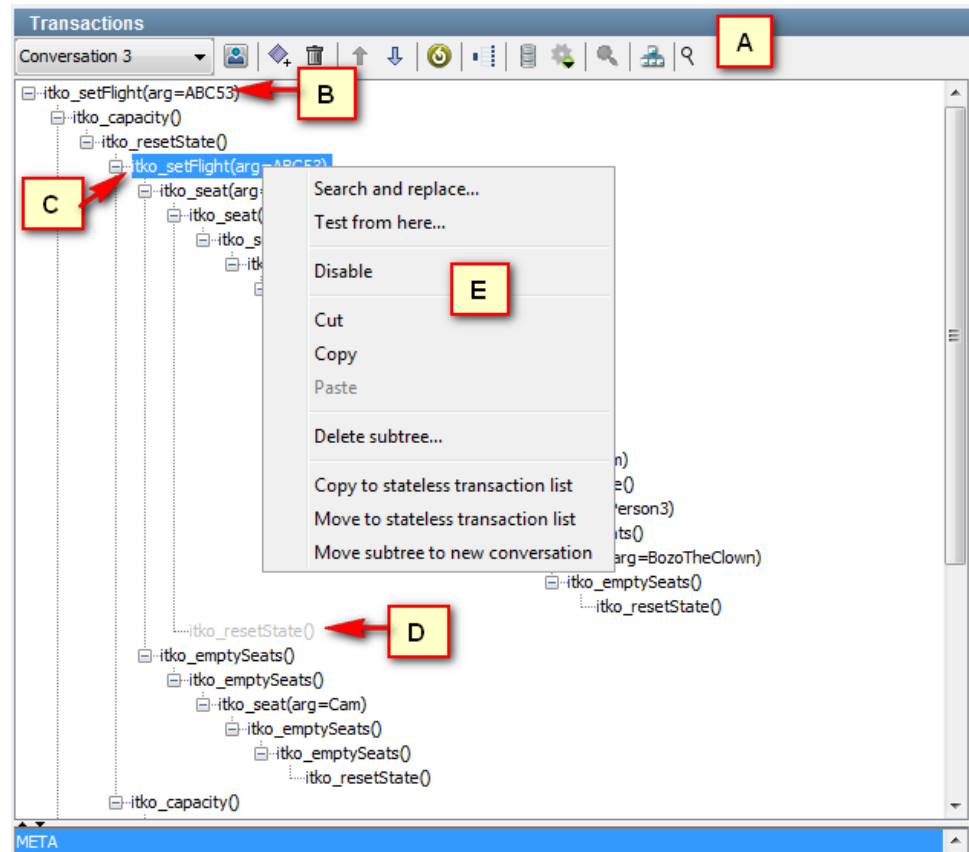 Transactions
Conversation 3
A
itko_setFlight(arg=ABC53)
B
itko_capacity()
itko_resetState()
itko_setFlight(arg=ABC53)
C
itko_seat(arg=
Search and replace...
itko_seat(
Test from here...
itko_s
itk
Disable
E
Cut
Copy
Paste
Delete subtree...
n)
Copy to stateless transaction list
e()
Person3)
Move to stateless transaction list
ats()
Move subtree to new conversation
arg=BozoTheClown)
itko_emptySeats()
itko_resetState()
itko_resetState()
D
itko_emptySeats()
itko_emptySeats()
itko_seat(arg=Cam)
itko_emptySeats()
itko_emptySeats()
itko_resetState()
itko_capacity()
META